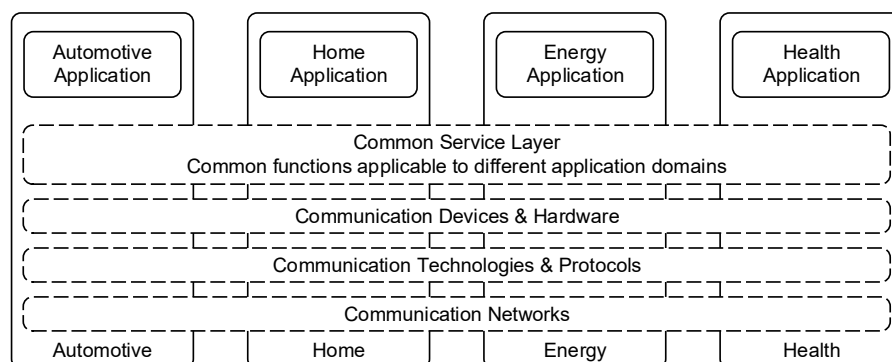 Automotive
Application
Home
Application
Energy
Application
Health
Application
Common Service Layer
Common functions applicable to different application domains
Communication Devices & Hardware
Communication Technologies & Protocols
Communication Networks
Automotive
Home
Energy
Health